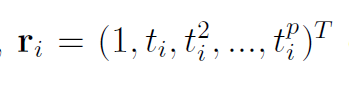 , r_i = (1, t_i, t_i^2, ..., t_i^p)^T